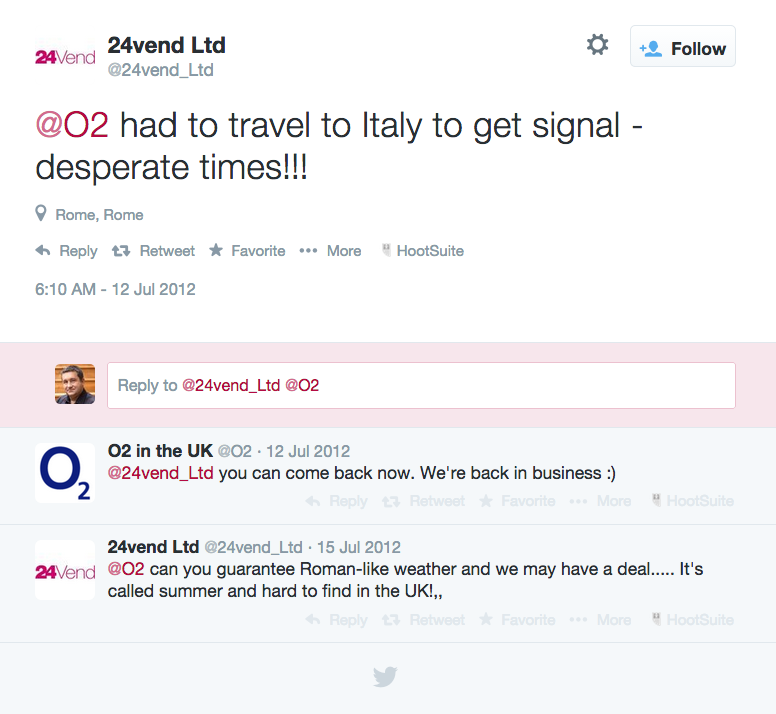 24Vend
24vend Ltd
@24vend_Ltd
Follow
@O2 had to travel to Italy to get signal -
desperate times!!!
Rome, Rome
Reply Retweet Favorite More HootSuite
6:10 AM - 12 Jul 2012
Reply to @24vend_Ltd @O2
O2
O2 in the UK @O2 · 12 Jul 2012
@24vend_Ltd you can come back now. We're back in business :)
Reply Retweet Favorite More HootSuite
24Vend
24vend Ltd @24vend_Ltd · 15 Jul 2012
@O2 can you guarantee Roman-like weather and we may have a deal..... It's
called summer and hard to find in the UK!,,
Reply Retweet Favorite More HootSuite